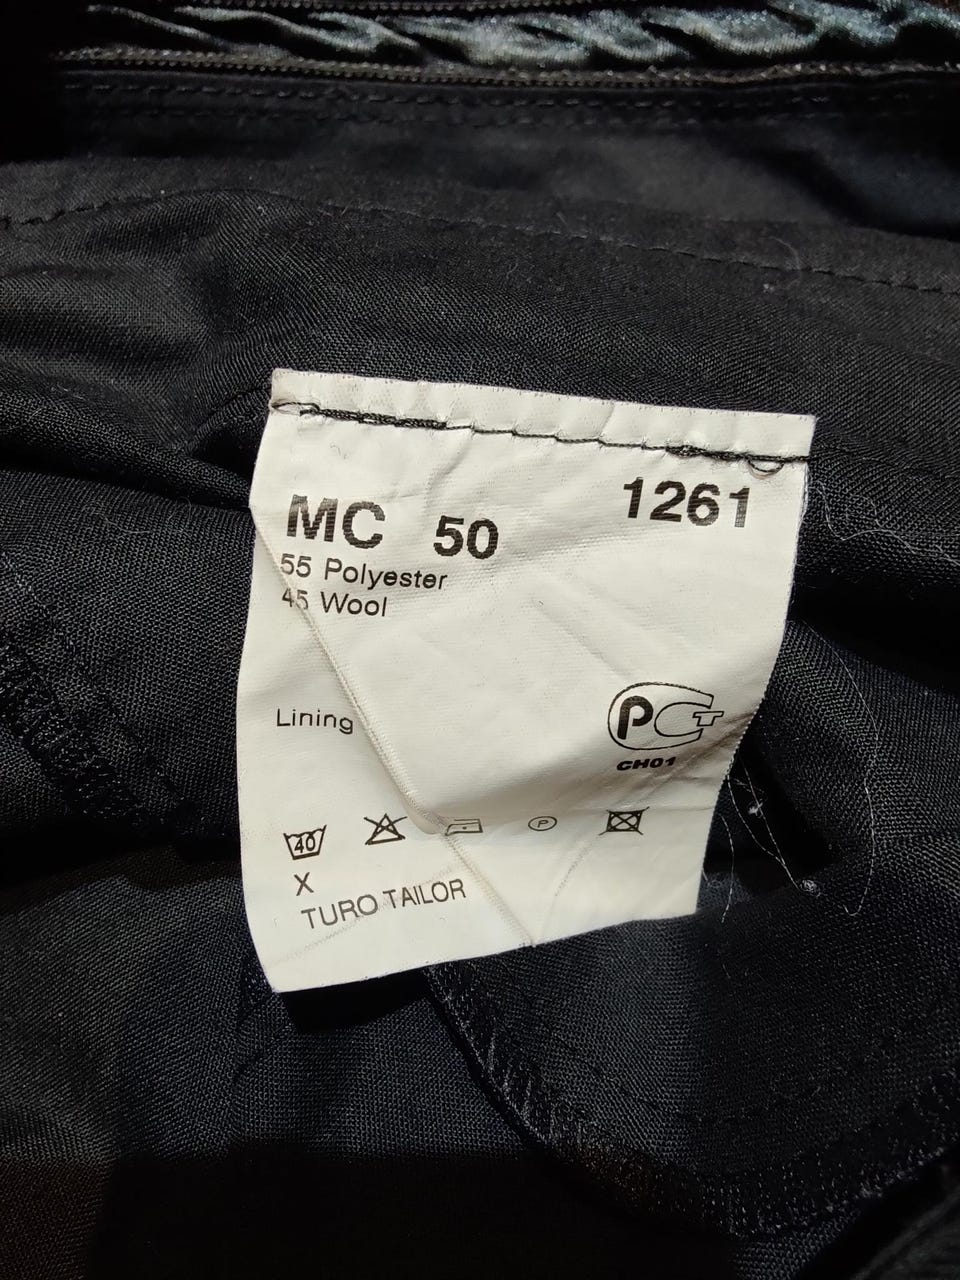 MC 50 1261
55 Polyester
45 Wool
Lining
PCT
CH01
40 P
X
TURO TAILOR